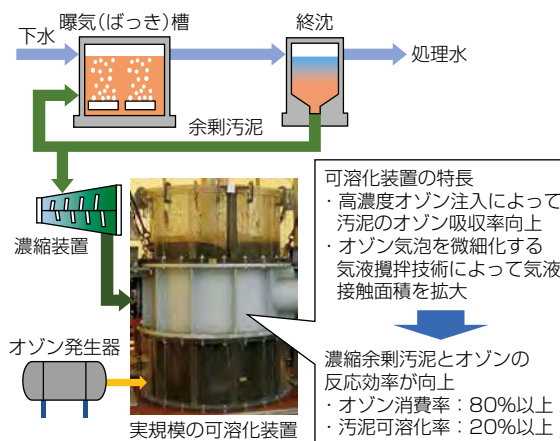 曝気(ばっき)槽
終沈
下水
処理水
余剰汚泥
濃縮装置
オゾン発生器
実規模の可溶化装置
可溶化装置の特長
・高濃度オゾン注入によって
汚泥のオゾン吸収率向上
・オゾン気泡を微細化する
気液攪拌技術によって気液
接触面積を拡大
濃縮余剰汚泥とオゾンの
反応効率が向上
・オゾン消費率：80%以上
・汚泥可溶化率：20%以上